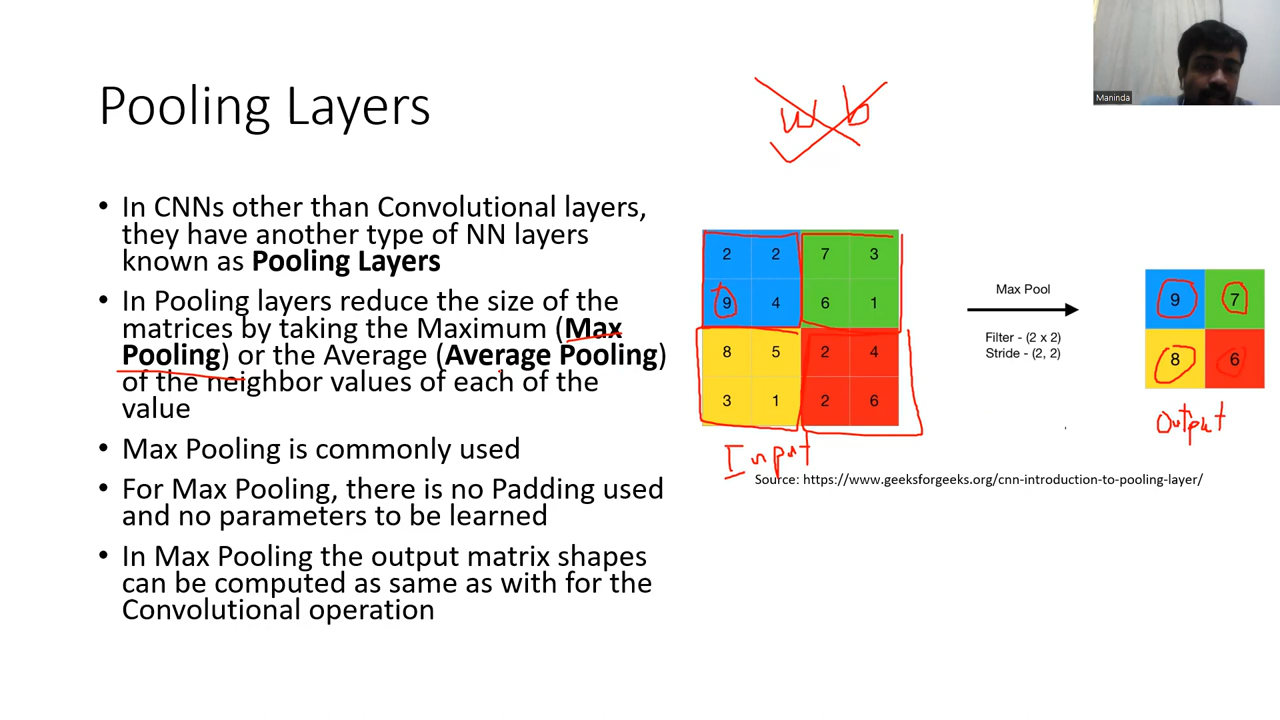 Maninda
w b
Pooling Layers
• In CNNs other than Convolutional layers,
they have another type of NN layers
known as Pooling Layers
• In Pooling layers reduce the size of the
matrices by taking the Maximum (Max
Pooling) or the Average (Average Pooling)
of the neighbor values of each of the
value
• Max Pooling is commonly used
• For Max Pooling, there is no Padding used
and no parameters to be learned
• In Max Pooling the output matrix shapes
can be computed as same as with for the
Convolutional operation
2 2 7 3
9 4 6 1
8 5 2 4
3 1 2 6
Input
Max Pool
Filter - (2 x 2)
Stride - (2, 2)
9 7
8 6
Output
Source: https://www.geeksforgeeks.org/cnn-introduction-to-pooling-layer/